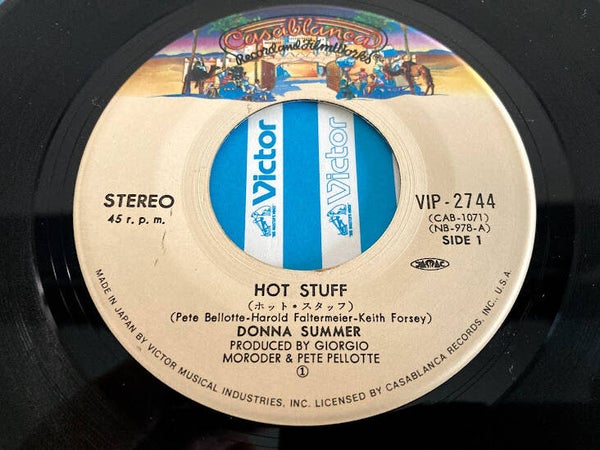 Casablanca
Record and FilmWorks
Victor
Victor
STEREO
45 r.p.m.
VIP-2744
(CAB-1071)
(NB-978-A)
SIDE 1
HOT STUFF
(ホット・スタッフ)
(Pete Bellotte-Harold Faltermeier-Keith Forsey)
DONNA SUMMER
PRODUCED BY GIORGIO
MORODER & PETE PELLOTTE
①
MADE IN JAPAN BY VICTOR MUSICAL INDUSTRIES, INC. LICENSED BY CASABLANCA RECORDS, INC., U.S.A.